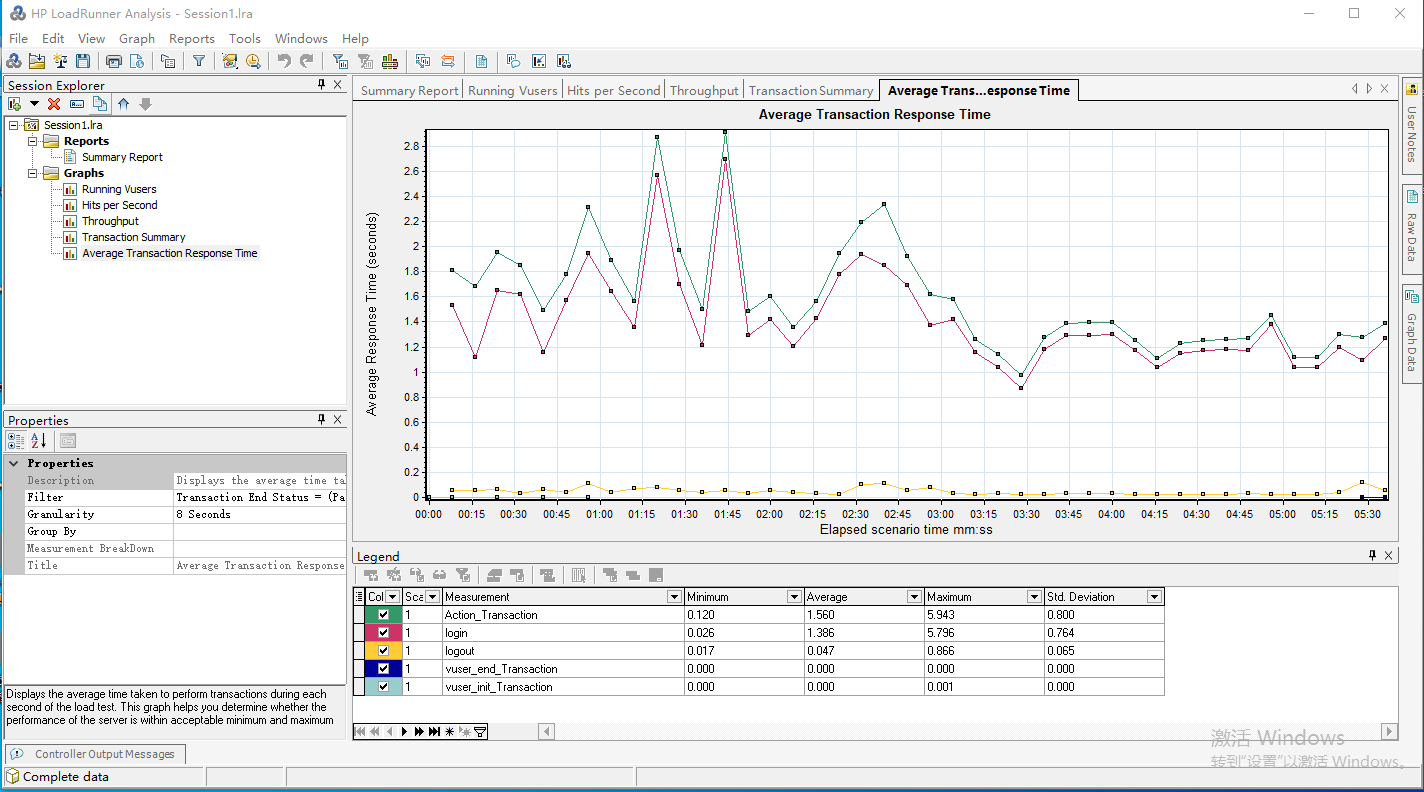 HP LoadRunner Analysis - Session1.lra
File Edit View Graph Reports Tools Windows Help
Session Explorer
Session1.lra
Reports
Summary Report
Graphs
Running Vusers
Hits per Second
Throughput
Transaction Summary
Average Transaction Response Time
Properties
Properties
Description Displays the average time ta
Filter Transaction End Status = (Pa
Granularity 8 Seconds
Group By
Measurement BreakDown
Title Average Transaction Response
Displays the average time taken to perform transactions during each
second of the load test. This graph helps you determine whether the
performance of the server is within acceptable minimum and maximum
Controller Output Messages
Complete data
Summary Report Running Vusers Hits per Second Throughput TransactionSummary Average Trans...esponse Time
Average Transaction Response Time
Average Response Time (seconds)
2.8
2.6
2.4
2.2
2
1.8
1.6
1.4
1.2
1
0.8
0.6
0.4
0.2
0
00:00 00:15 00:30 00:45 01:00 01:15 01:30 01:45 02:00 02:15 02:30 02:45 03:00 03:15 03:30 03:45 04:00 04:15 04:30 04:45 05:00 05:15 05:30
Elapsed scenario time mm:ss
User Notes
Raw Data
Graph Data
Legend
Col Sca Measurement Minimum Average Maximum Std. Deviation
1 Action_Transaction 0.120 1.560 5.943 0.800
1 login 0.026 1.386 5.796 0.764
1 logout 0.017 0.047 0.866 0.065
1 vuser_end_Transaction 0.000 0.000 0.000 0.000
1 vuser_init_Transaction 0.000 0.000 0.001 0.000
激活 Windows
转到"设置"以激活 Windows。